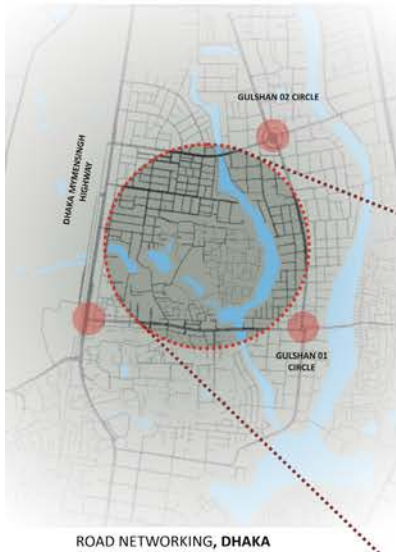 GULSHAN 02 CIRCLE
DHAKA MYMENSINGH
HIGHWAY
GULSHAN 01
CIRCLE
ROAD NETWORKING, DHAKA